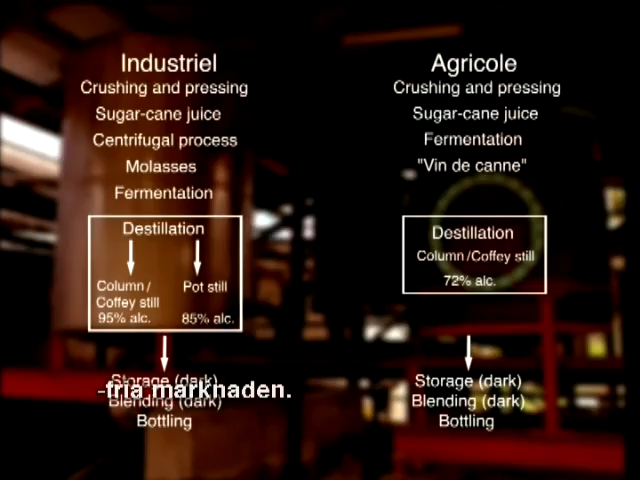 Industriel
Crushing and pressing
Sugar-cane juice
Centrifugal process
Molasses
Fermentation
Destillation
Column / Pot still
Coffey still
95% alc. 85% alc.
Storage (dark)
-fria marknaden.
Blending (dark)
Bottling
Agricole
Crushing and pressing
Sugar-cane juice
Fermentation
"Vin de canne"
Destillation
Column /Coffey still
72% alc.
Storage (dark)
Blending (dark)
Bottling